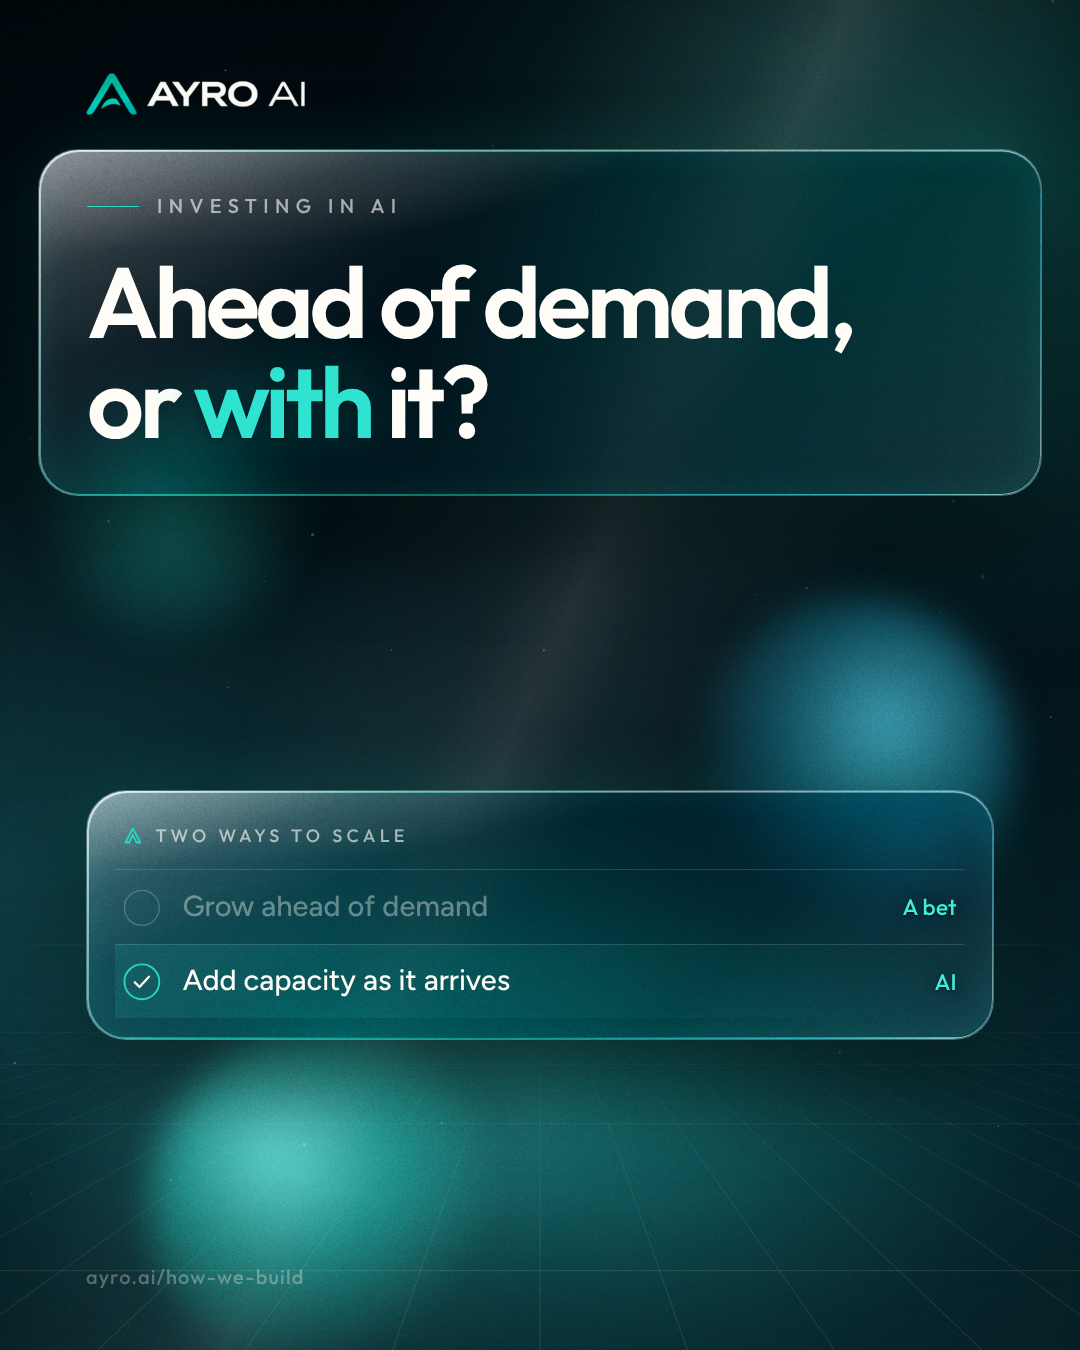 AYRO AI
INVESTING IN AI
Ahead of demand,
or with it?
TWO WAYS TO SCALE
Grow ahead of demand
A bet
Add capacity as it arrives
AI
ayro.ai/how-we-build